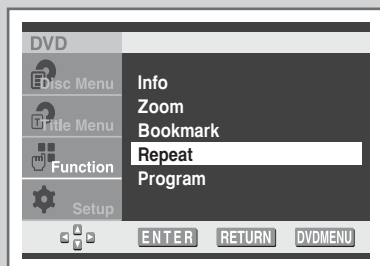 DVD
Disc Menu
Title Menu
Function
Setup
Info
Zoom
Bookmark
Repeat
Program
ENTER RETURN DVDMENU